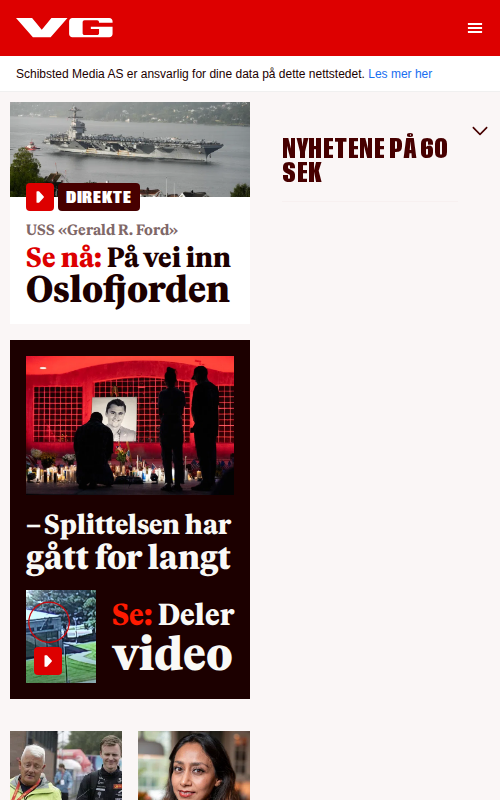 VG
Schibsted Media AS er ansvarlig for dine data på dette nettstedet. Les mer her
DIREKTE
USS «Gerald R. Ford»
Se nå: På vei inn
Oslofjorden
– Splittelsen har
gått for langt
Se: Deler
video
NYHETENE PÅ 60
SEK